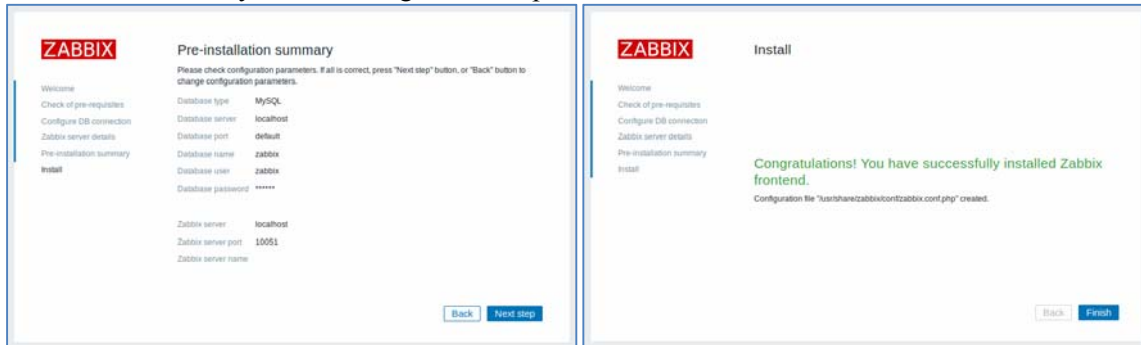 ZABBIX
Pre-installation summary
Please check configuration parameters. If all is correct, press "Next step" button, or "Back" button to
change configuration parameters.
Welcome
Check of pre-requisites
Configure DB connection
Zabbix server details
Pre-installation summary
Install
Database type MySQL
Database server localhost
Database port default
Database name zabbix
Database user zabbix
Database password ******
Zabbix server localhost
Zabbix server port 10051
Zabbix server name
Back Next step
ZABBIX
Install
Welcome
Check of pre-requisites
Configure DB connection
Zabbix server details
Pre-installation summary
Install
Congratulations! You have successfully installed Zabbix
frontend.
Configuration file "/usr/share/zabbix/conf/zabbix.conf.php" created.
Back Finish